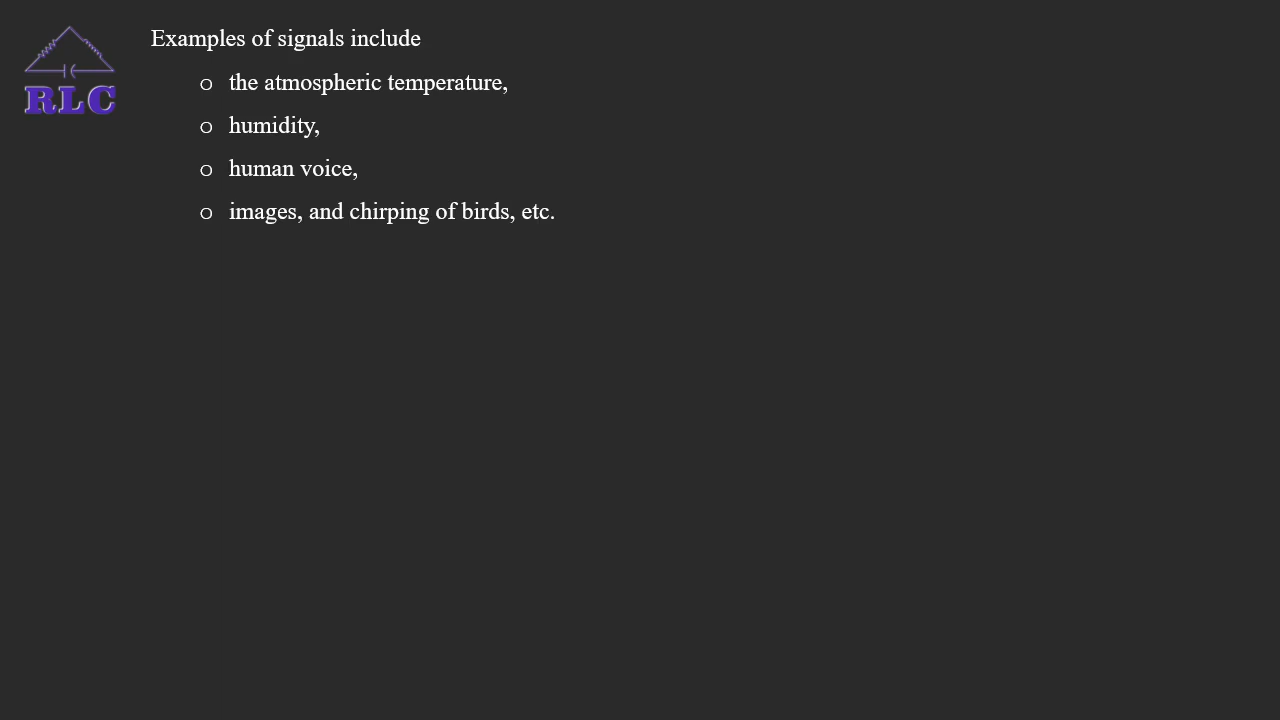 RLC
Examples of signals include
o the atmospheric temperature,
o humidity,
o human voice,
o images, and chirping of birds, etc.